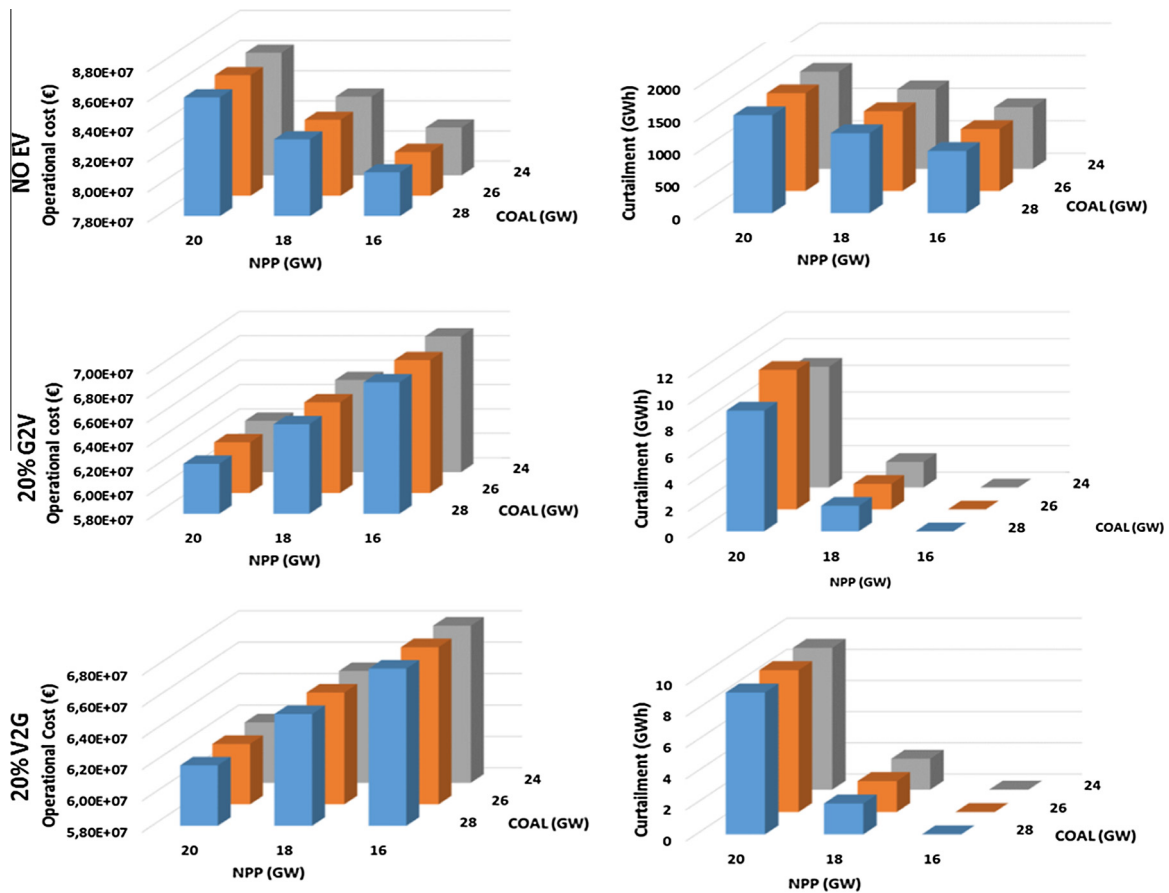 NO EV
Operational cost (€)
8,80E+07
8,60E+07
8,40E+07
8,20E+07
8,00E+07
7,80E+07
20
18
16
NPP (GW)
28
26
24
COAL (GW)
Curtailment (GWh)
2000
1500
1000
500
0
20
18
16
NPP (GW)
28
26
24
COAL (GW)
20% G2V
Operational cost (€)
7,00E+07
6,80E+07
6,60E+07
6,40E+07
6,20E+07
6,00E+07
5,80E+07
20
18
16
NPP (GW)
28
26
24
COAL (GW)
Curtailment (GWh)
12
10
8
6
4
2
0
20
18
16
NPP (GW)
28
26
24
COAL (GW)
20% V2G
Operational Cost (€)
6,80E+07
6,60E+07
6,40E+07
6,20E+07
6,00E+07
5,80E+07
20
18
16
NPP (GW)
28
26
24
COAL (GW)
Curtailment (GWh)
10
8
6
4
2
0
20
18
16
NPP (GW)
28
26
24
COAL (GW)